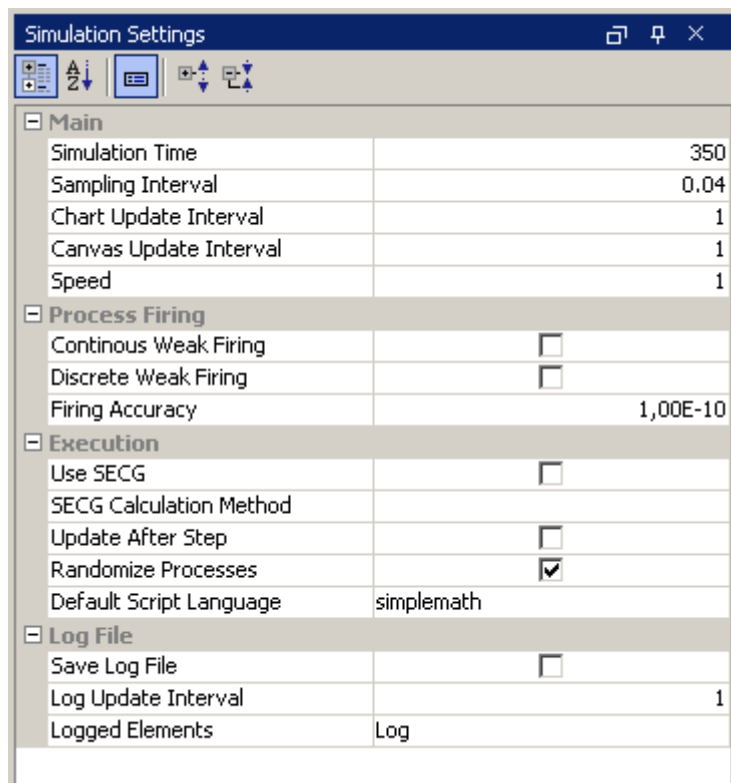 Simulation Settings
Main
Simulation Time 350
Sampling Interval 0.04
Chart Update Interval 1
Canvas Update Interval 1
Speed 1
Process Firing
Continous Weak Firing
Discrete Weak Firing
Firing Accuracy 1,00E-10
Execution
Use SECG
SECG Calculation Method
Update After Step
Randomize Processes
Default Script Language simplemath
Log File
Save Log File
Log Update Interval 1
Logged Elements Log